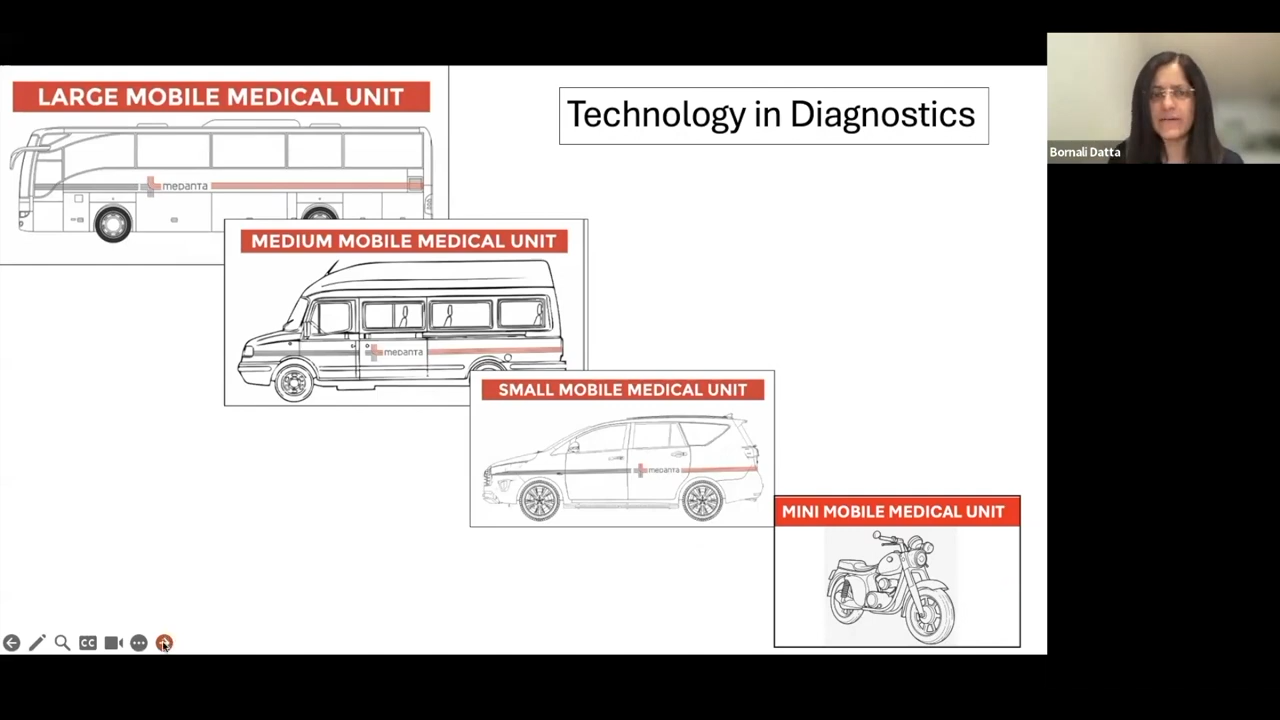 LARGE MOBILE MEDICAL UNIT
Technology in Diagnostics
Bornali Datta
medanta
MEDIUM MOBILE MEDICAL UNIT
medanta
SMALL MOBILE MEDICAL UNIT
medanta
MINI MOBILE MEDICAL UNIT
CC